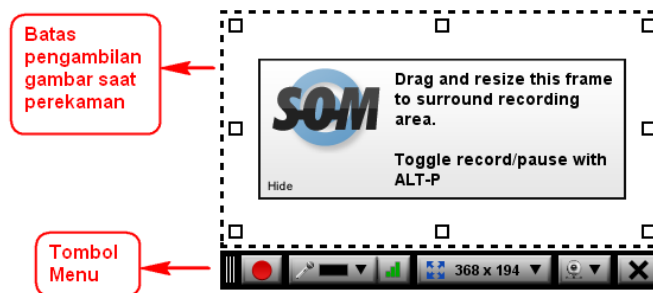 Batas
pengambilan
gambar saat
perekaman
SOM
Drag and resize this frame
to surround recording
area.
Toggle record/pause with
ALT-P
Hide
Tombol
Menu
368 x 194